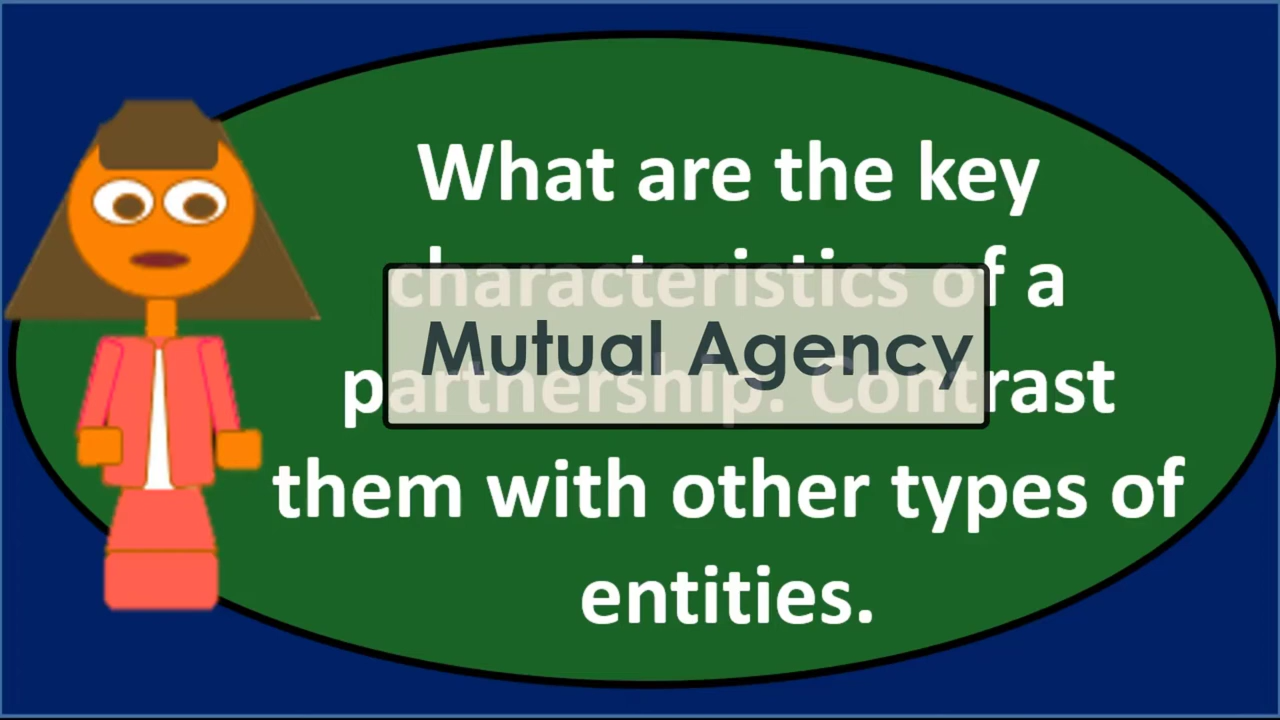 What are the key
characteristics of a
Mutual Agency
partnership. Contrast
them with other types of
entities.